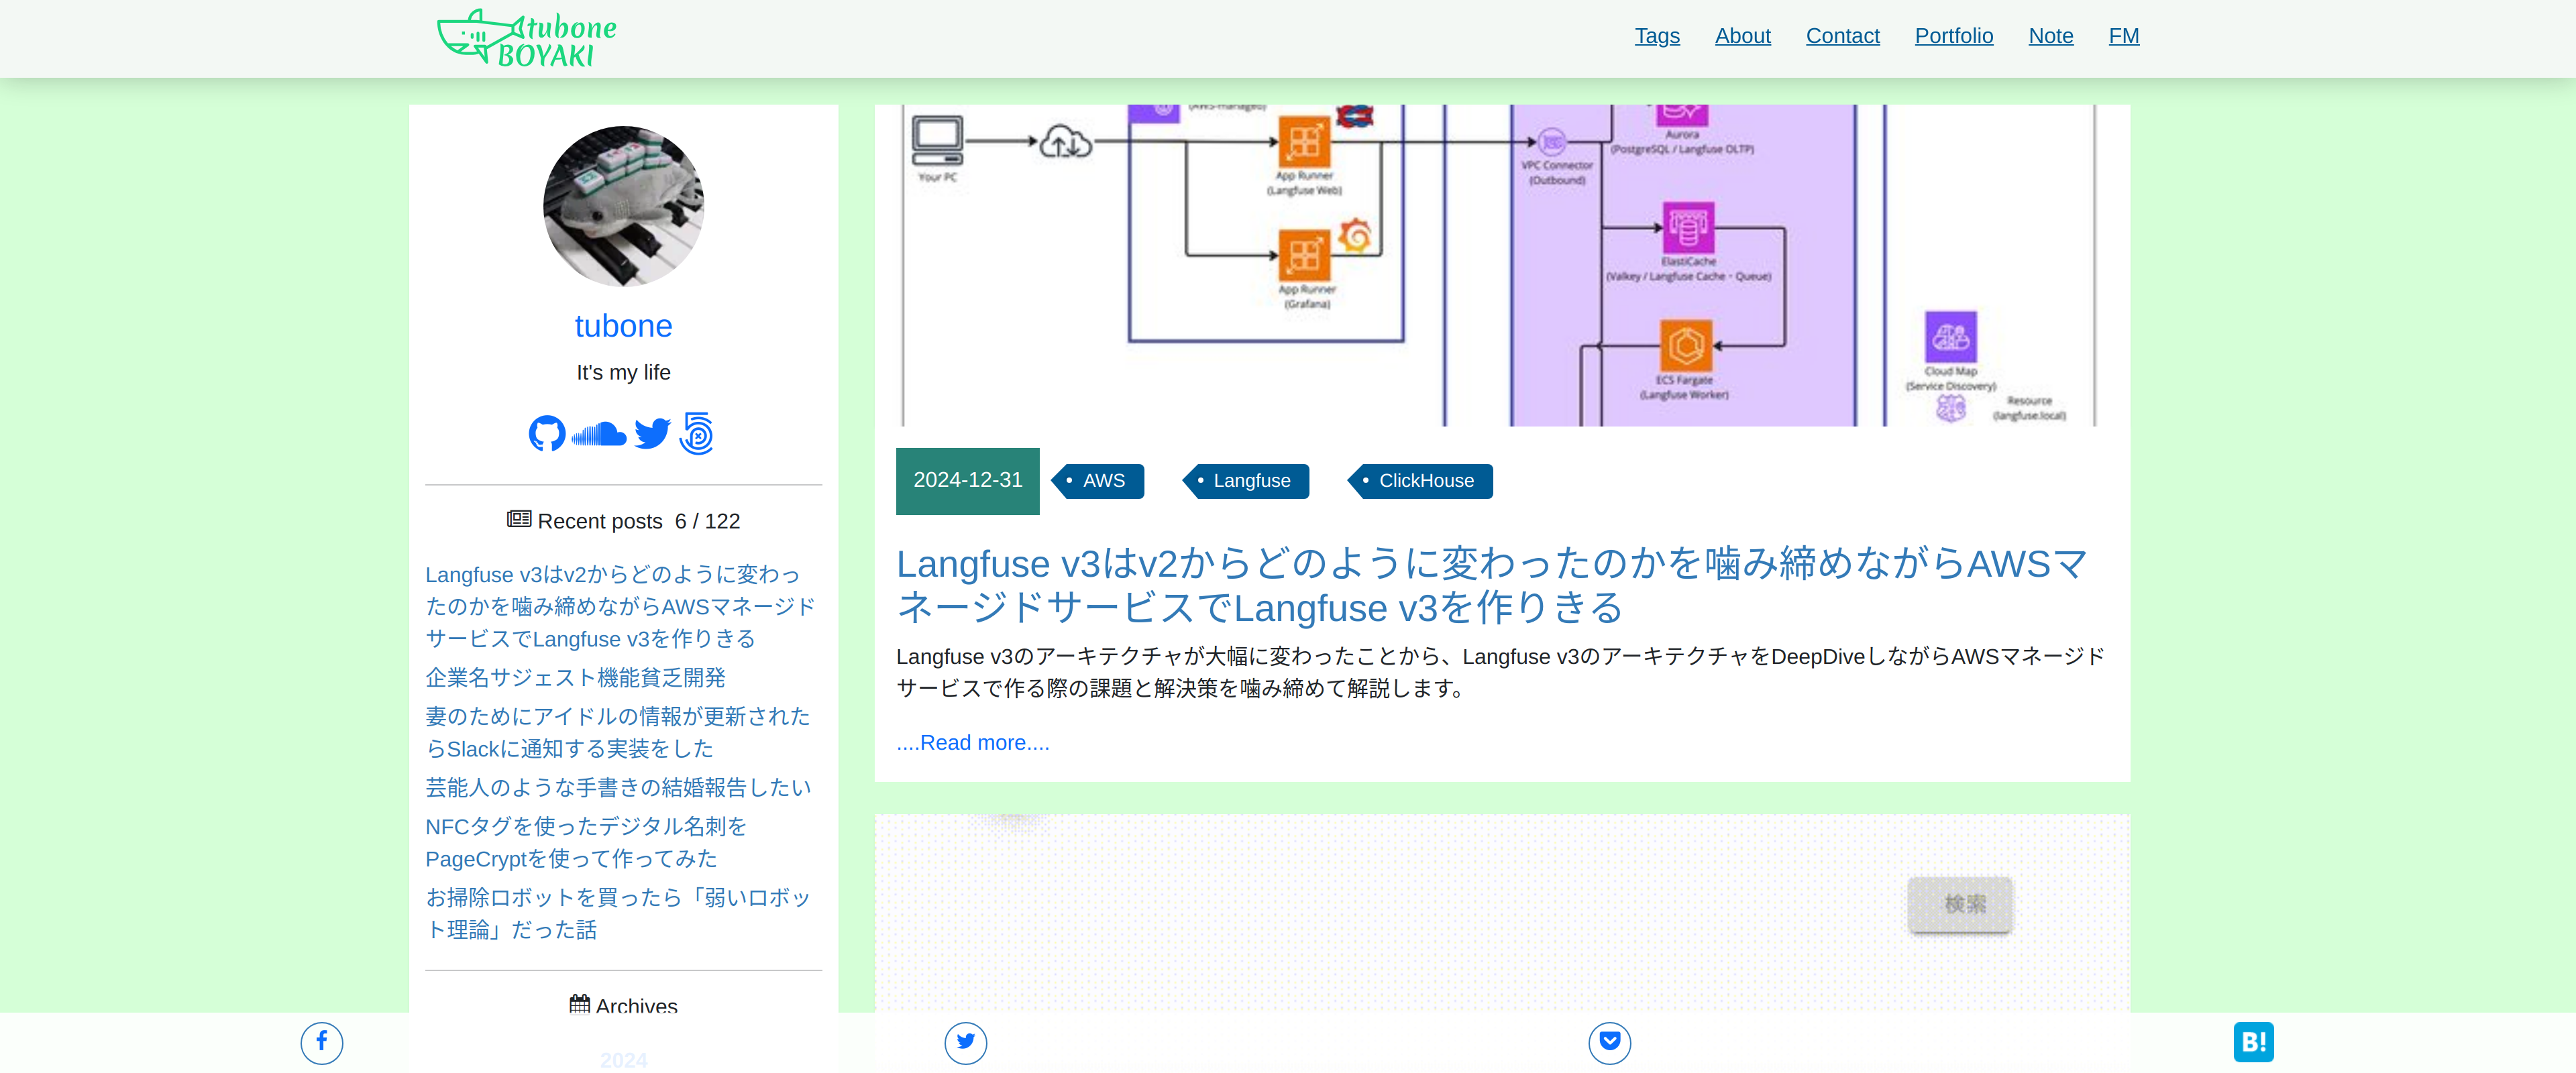 tubone
BOYAKI
Tags About Contact Portfolio Note FM
tubone
It's my life
Recent posts 6 / 122
Langfuse v3はv2からどのように変わっ
たのかを噛み締めながらAWSマネージド
サービスでLangfuse v3を作りきる
企業名サジェスト機能貧乏開発
妻のためにアイドルの情報が更新された
らSlackに通知する実装をした
芸能人のような手書きの結婚報告したい
NFCタグを使ったデジタル名刺を
PageCryptを使って作ってみた
お掃除ロボットを買ったら「弱いロボッ
ト理論」だった話
Archives
2024
(AWS-managed)
Your PC
App Runner
(Langfuse Web)
App Runner
(Grafana)
VPC Connector
(Outbound)
Aurora
(PostgreSQL / Langfuse OLTP)
ElastiCache
(Valkey / Langfuse Cache・Queue)
ECS Fargate
(Langfuse Worker)
Cloud Map
(Service Discovery)
Resource
(langfuse.local)
2024-12-31 AWS Langfuse ClickHouse
Langfuse v3はv2からどのように変わったのかを噛み締めながらAWSマ
ネージドサービスでLangfuse v3を作りきる
Langfuse v3のアーキテクチャが大幅に変わったことから、Langfuse v3のアーキテクチャをDeepDiveしながらAWSマネージド
サービスで作る際の課題と解決策を噛み締めて解説します。
....Read more....
検索
B!